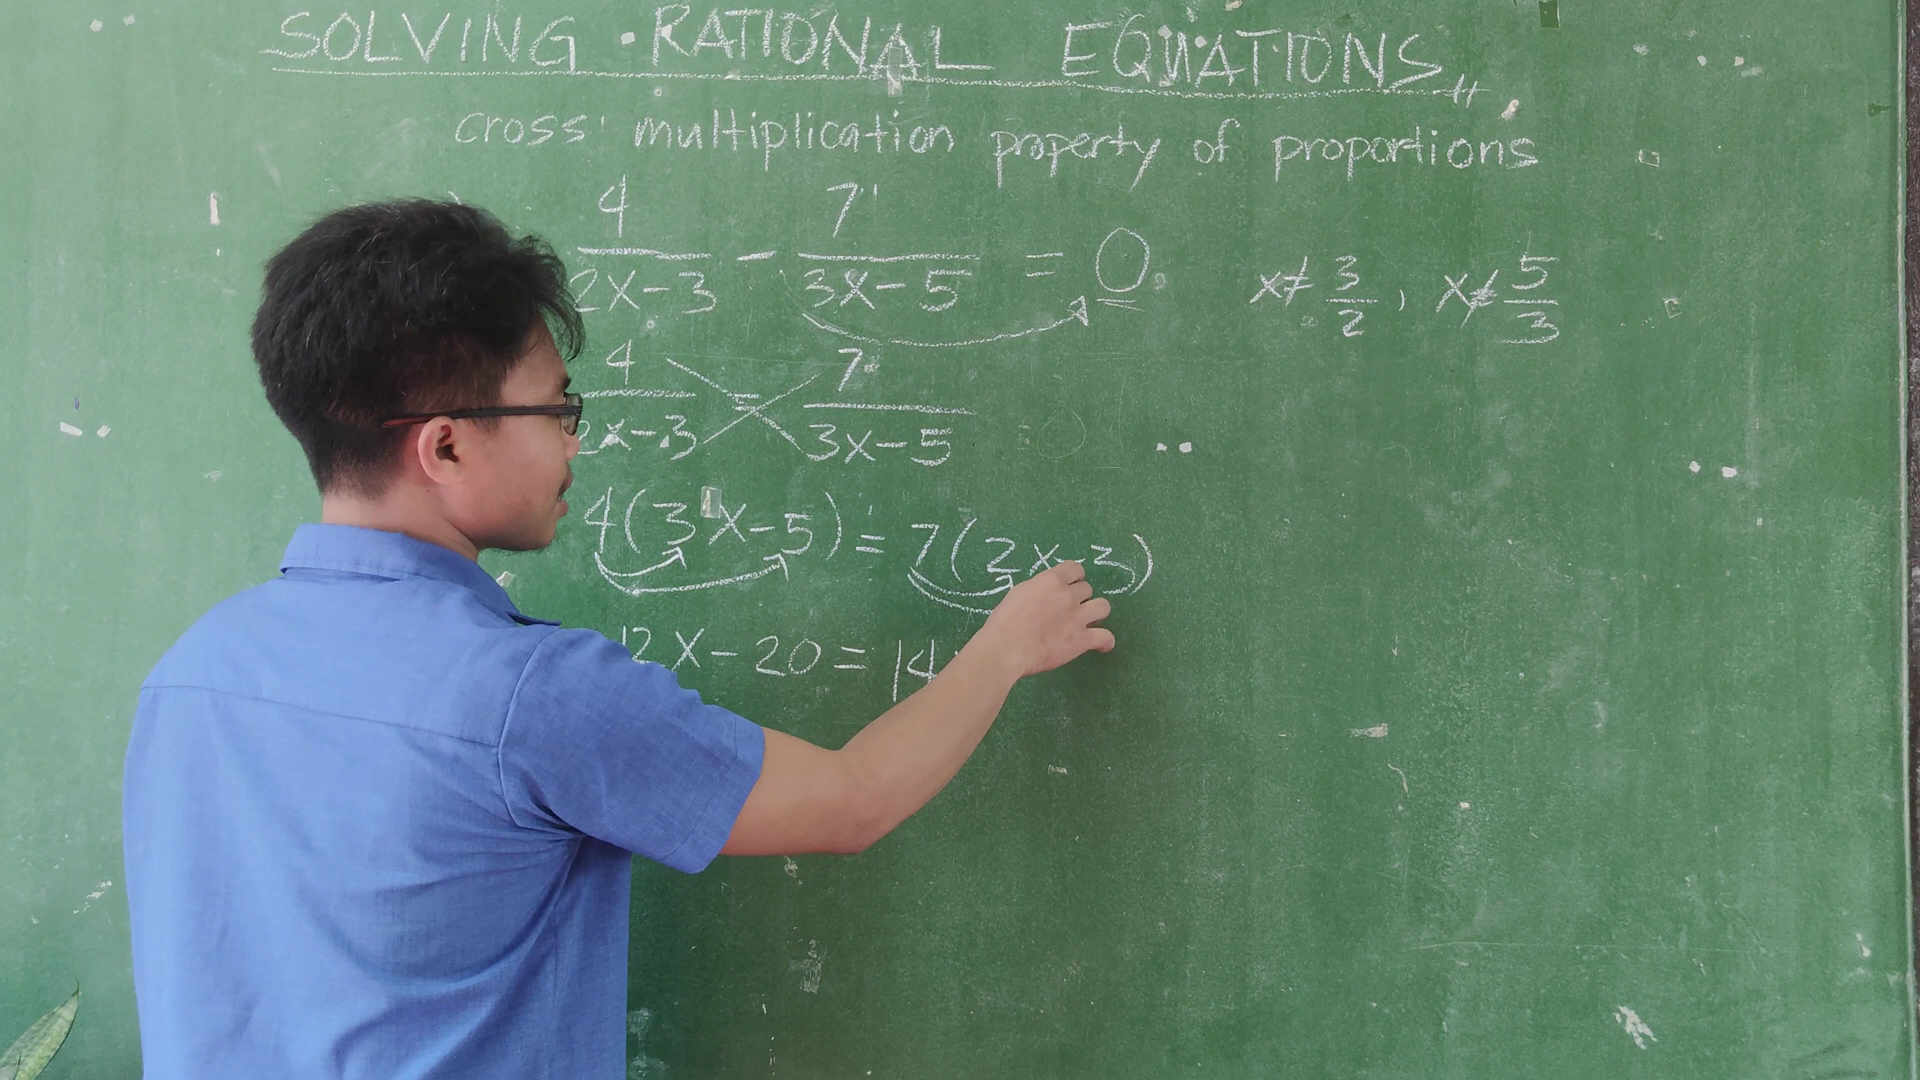 SOLVING RATIONAL EQUATIONS
cross multiplication property of proportions
4/(2x-3) - 7/(3x-5) = 0 x≠3/2, x≠5/3
4/(2x-3) = 7/(3x-5)
4(3x-5) = 7(2x-3)
12x-20=14